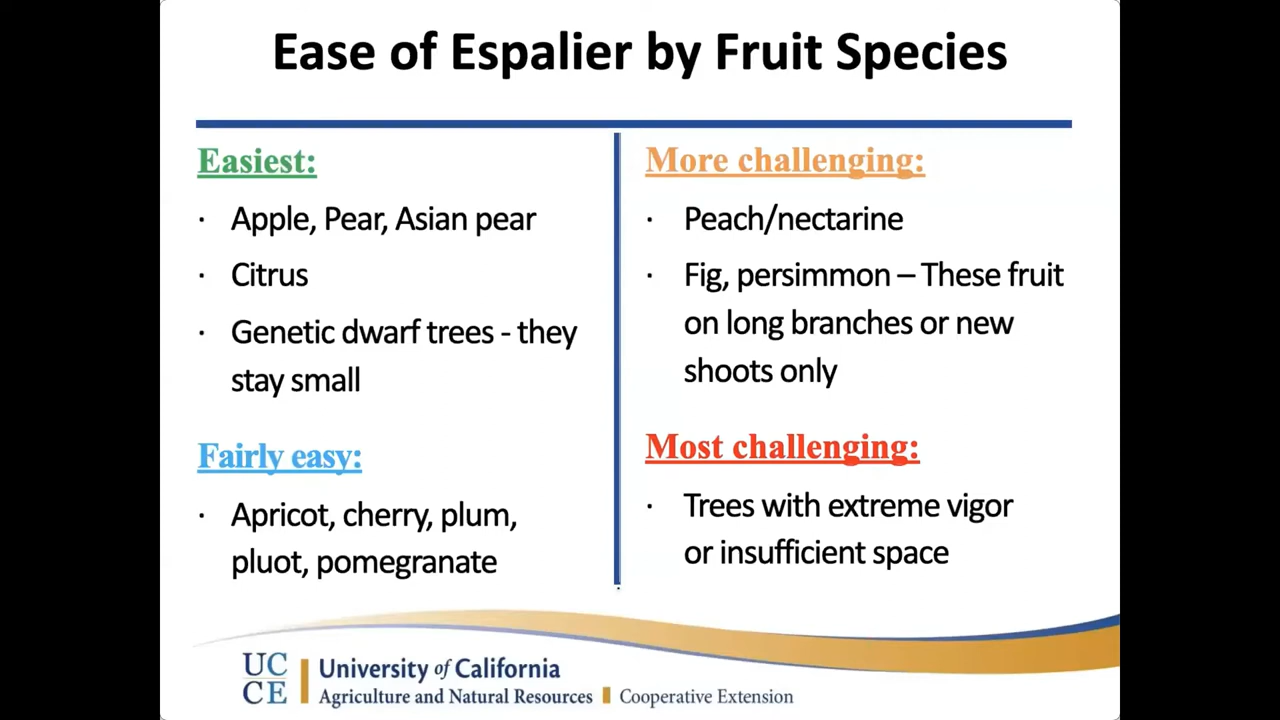 Ease of Espalier by Fruit Species
Easiest:
· Apple, Pear, Asian pear
· Citrus
· Genetic dwarf trees - they
stay small
Fairly easy:
· Apricot, cherry, plum,
pluot, pomegranate
More challenging:
· Peach/nectarine
· Fig, persimmon – These fruit
on long branches or new
shoots only
Most challenging:
· Trees with extreme vigor
or insufficient space
UC
CE
University of California
Agriculture and Natural Resources
Cooperative Extension